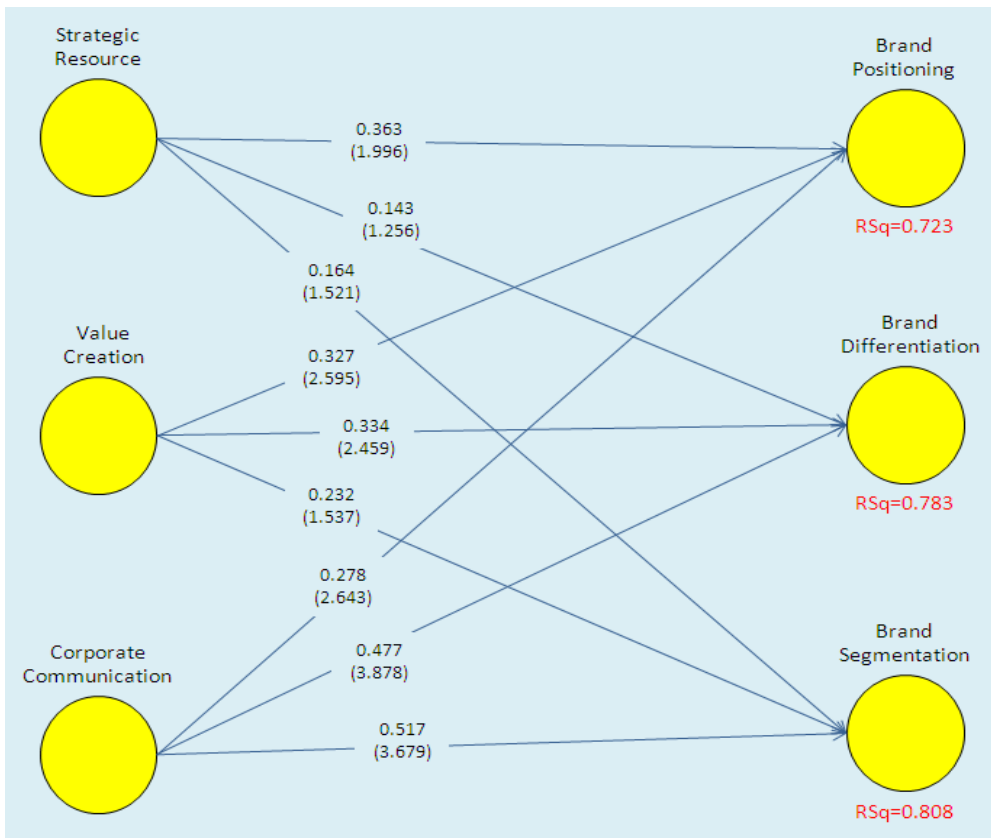 Strategic
Resource
Brand
Positioning
0.363
(1.996)
0.143
(1.256)
RSq=0.723
0.164
(1.521)
Value
Creation
Brand
Differentiation
0.327
(2.595)
0.334
(2.459)
0.232
(1.537)
RSq=0.783
0.278
(2.643)
Corporate
Communication
0.477
(3.878)
Brand
Segmentation
0.517
(3.679)
RSq=0.808